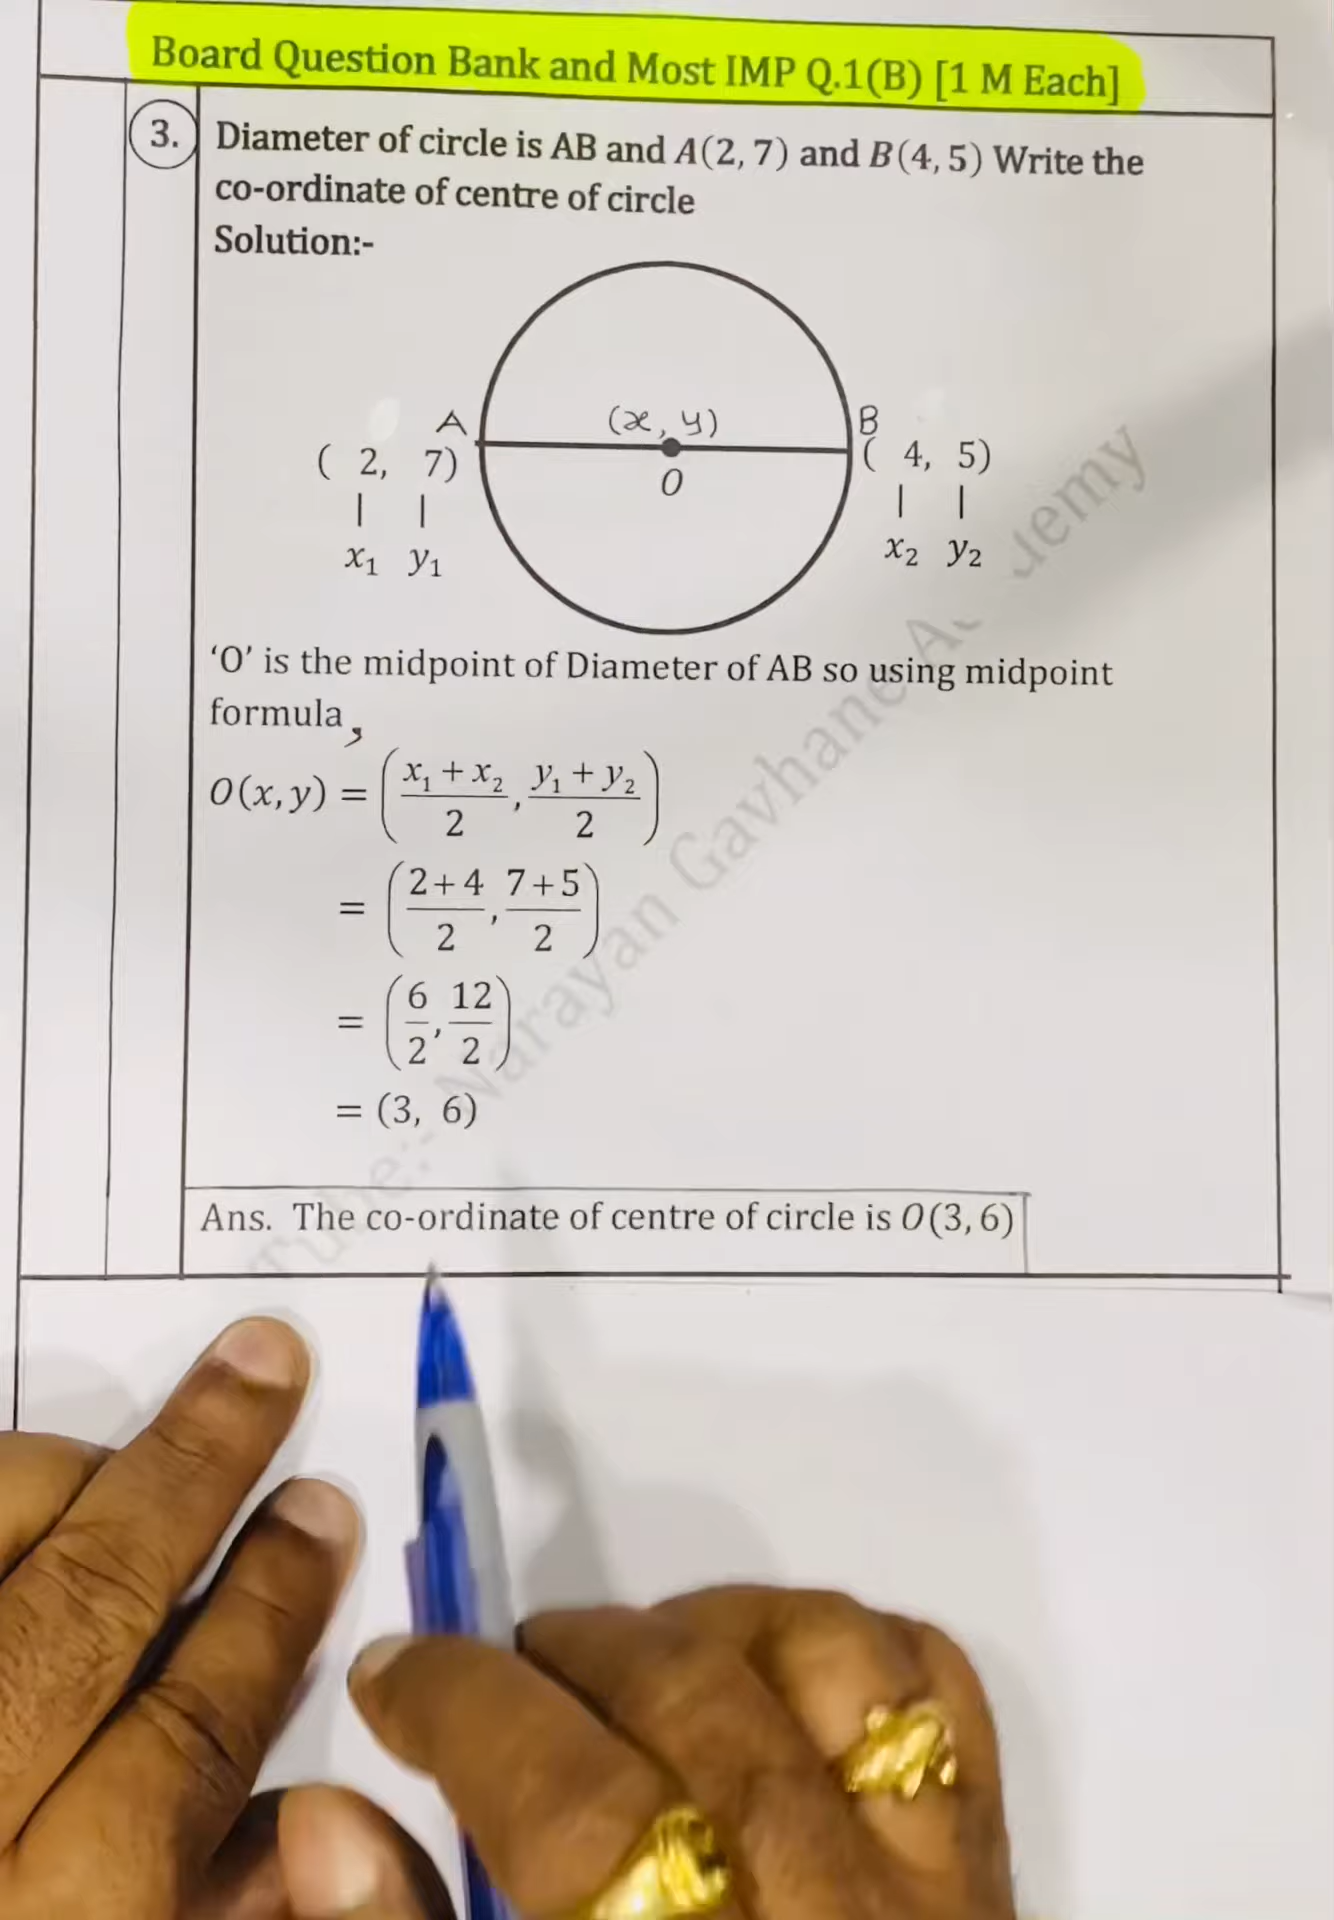 Board Question Bank and Most IMP Q.1(B) [1 M Each]
3. Diameter of circle is AB and A(2, 7) and B(4, 5) Write the
co-ordinate of centre of circle
Solution:-
A (x, y) B
( 2, 7) O ( 4, 5)
| | | |
x₁ y₁ x₂ y₂
‘O’ is the midpoint of Diameter of AB so using midpoint
formula,
O(x, y) = ((x₁ + x₂)/2, (y₁ + y₂)/2)
= ((2+4)/2, (7+5)/2)
= (6/2, 12/2)
= (3, 6)
Ans. The co-ordinate of centre of circle is O(3, 6)
Tube:- Narayan Gavhane